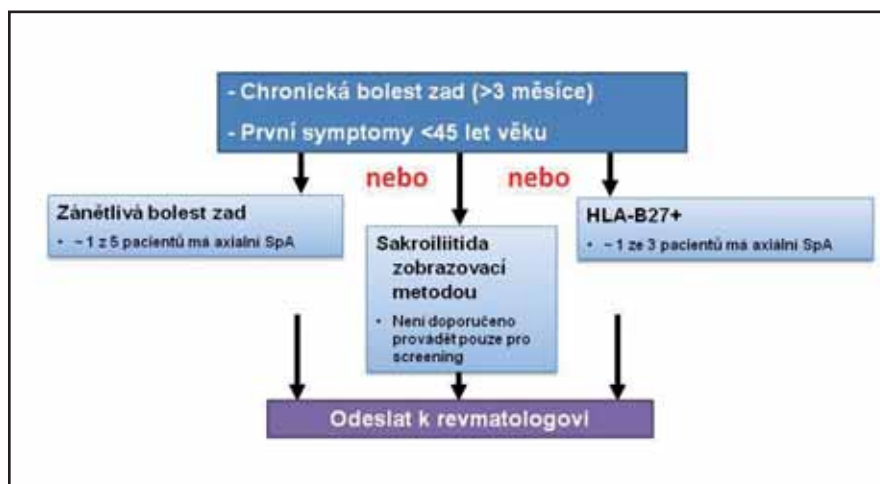 - Chronická bolest zad (>3 měsíce)
- První symptomy <45 let věku
nebo
nebo
Zánětlivá bolest zad
• ~ 1 z 5 pacientů má axiální SpA
Sakroiliitida
zobrazovací
metodou
• Není doporučeno
provádět pouze pro
screening
HLA-B27+
• ~ 1 ze 3 pacientů má axiální SpA
Odeslat k revmatologovi